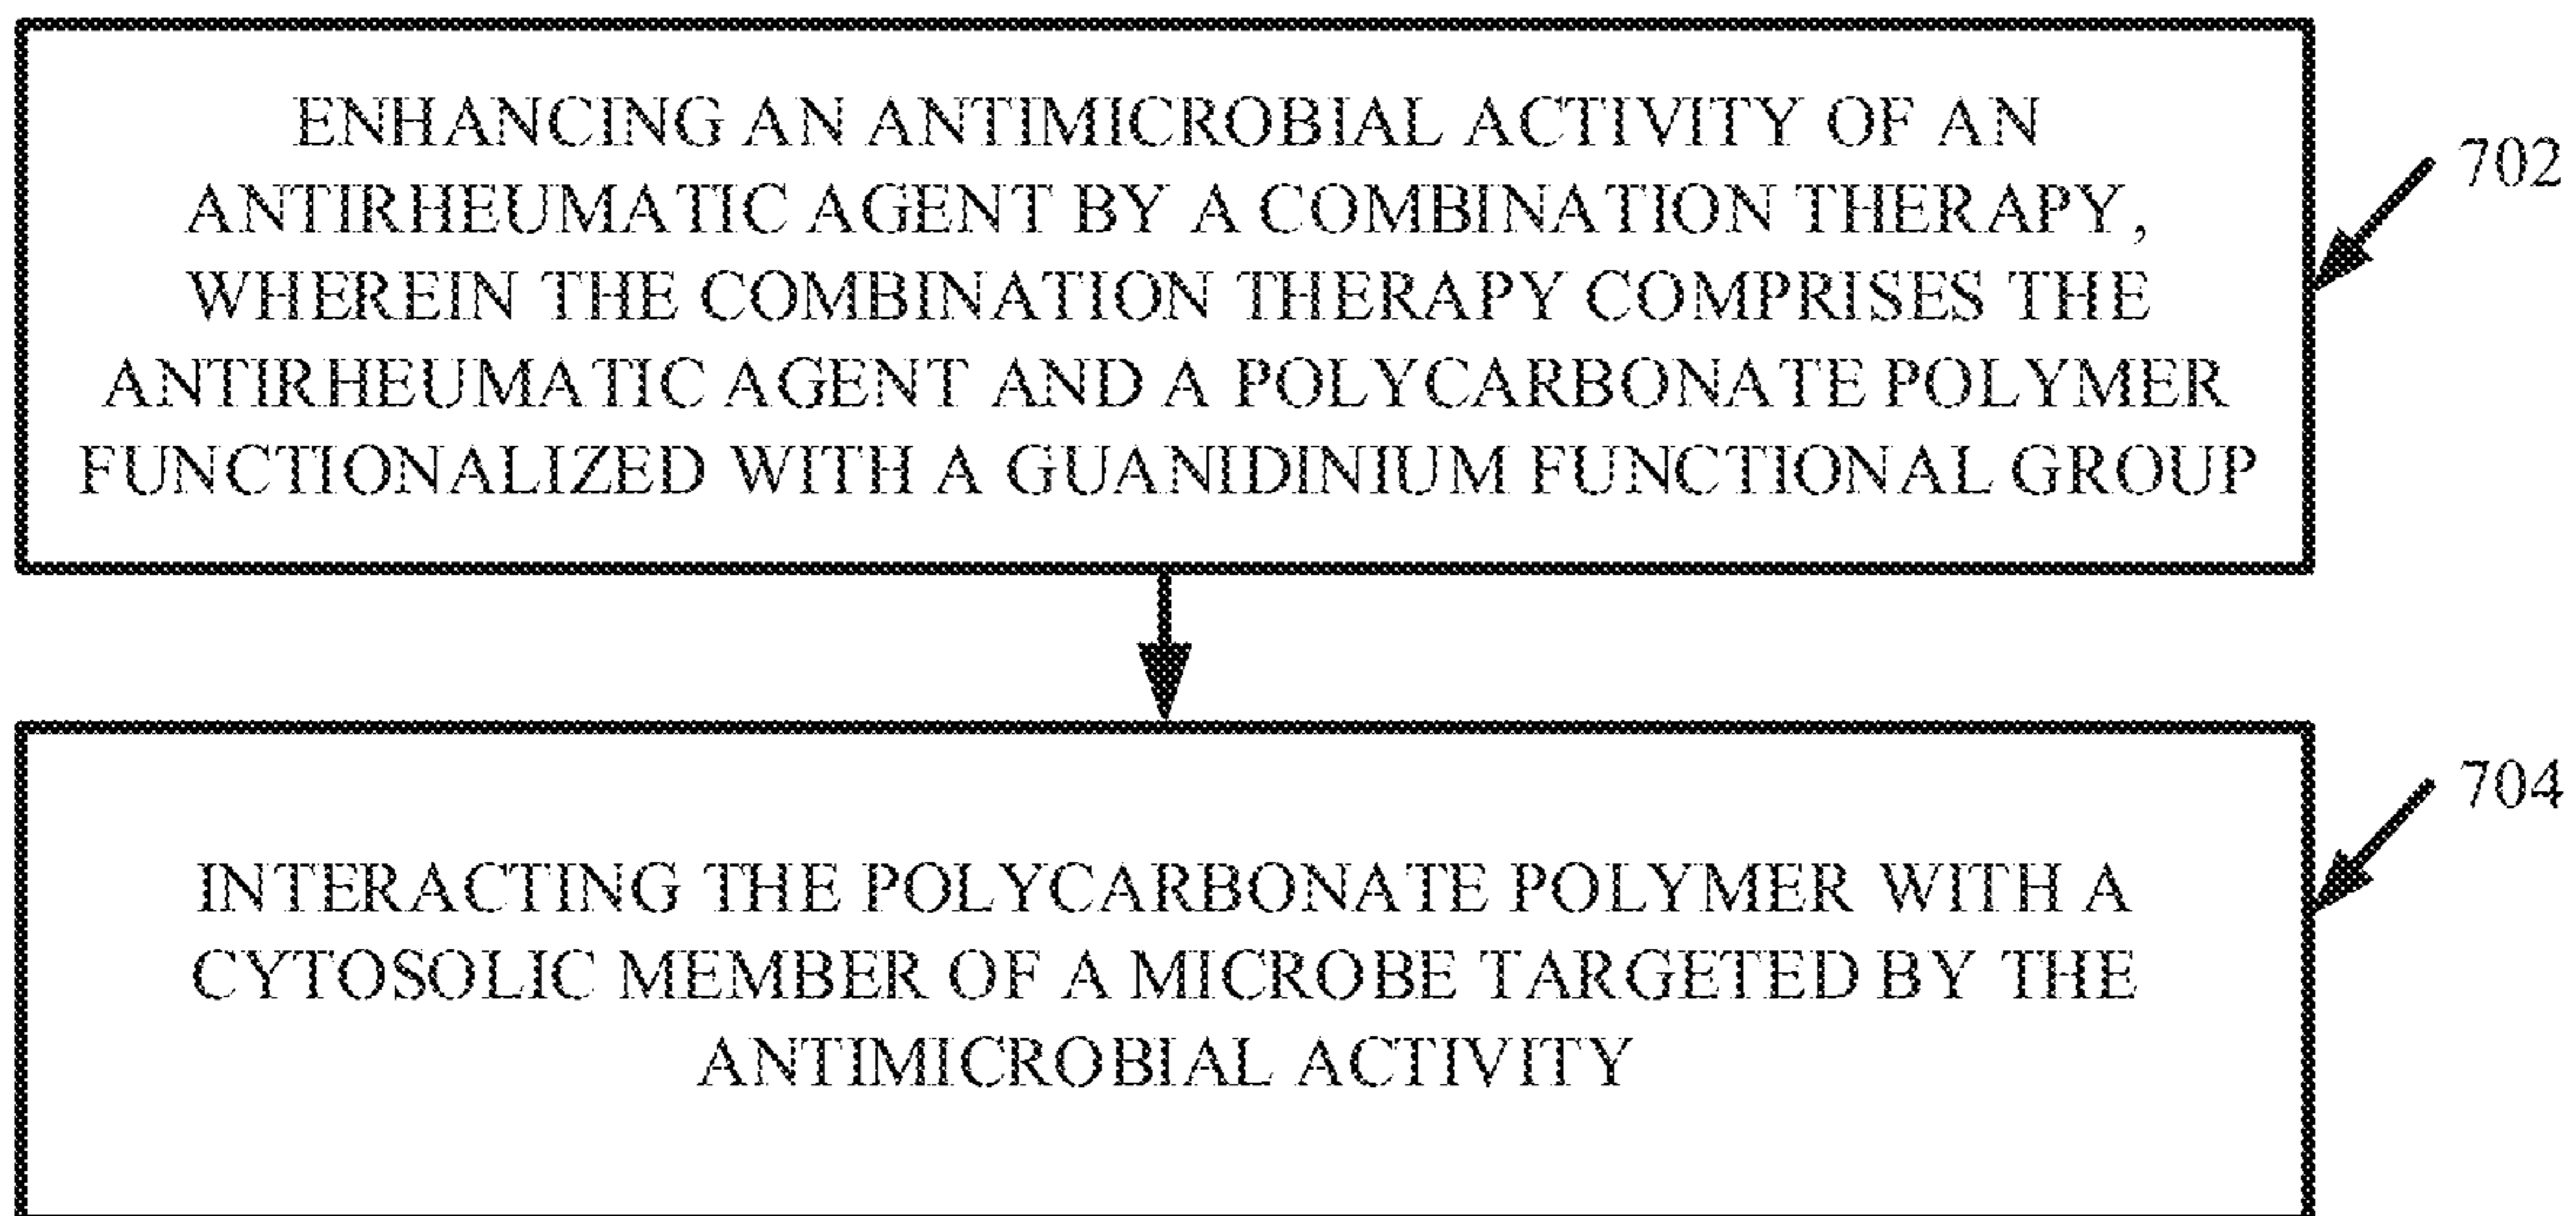 ENHANCING AN ANTIMICROBIAL ACTIVITY OF AN
ANTIRHEUMATIC AGENT BY A COMBINATION THERAPY,
WHEREIN THE COMBINATION THERAPY COMPRISES THE
ANTIRHEUMATIC AGENT AND A POLYCARBONATE POLYMER
FUNCTIONALIZED WITH A GUANIDINIUM FUNCTIONAL GROUP
702
INTERACTING THE POLYCARBONATE POLYMER WITH A
CYTOSOLIC MEMBER OF A MICROBE TARGETED BY THE
ANTIMICROBIAL ACTIVITY
704